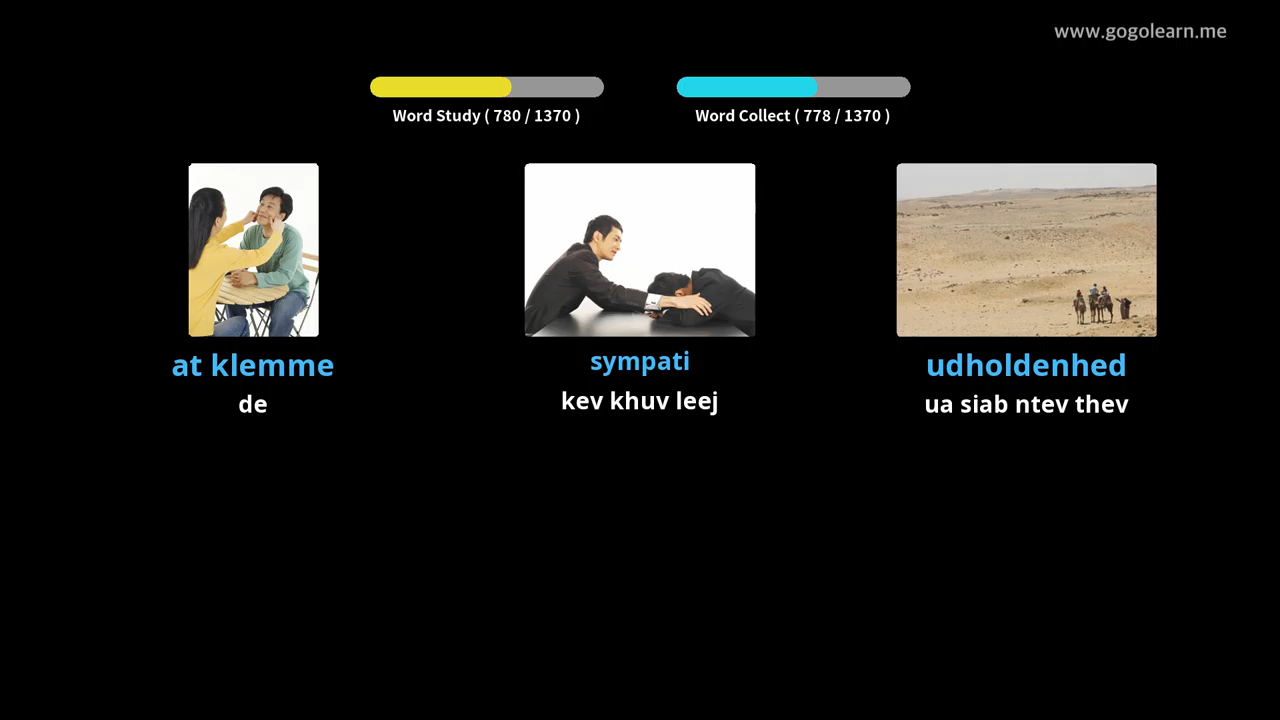 www.gogolearn.me
Word Study ( 780 / 1370 )
Word Collect ( 778 / 1370 )
at klemme
de
sympati
kev khuv leej
udholdenhed
ua siab ntev thev